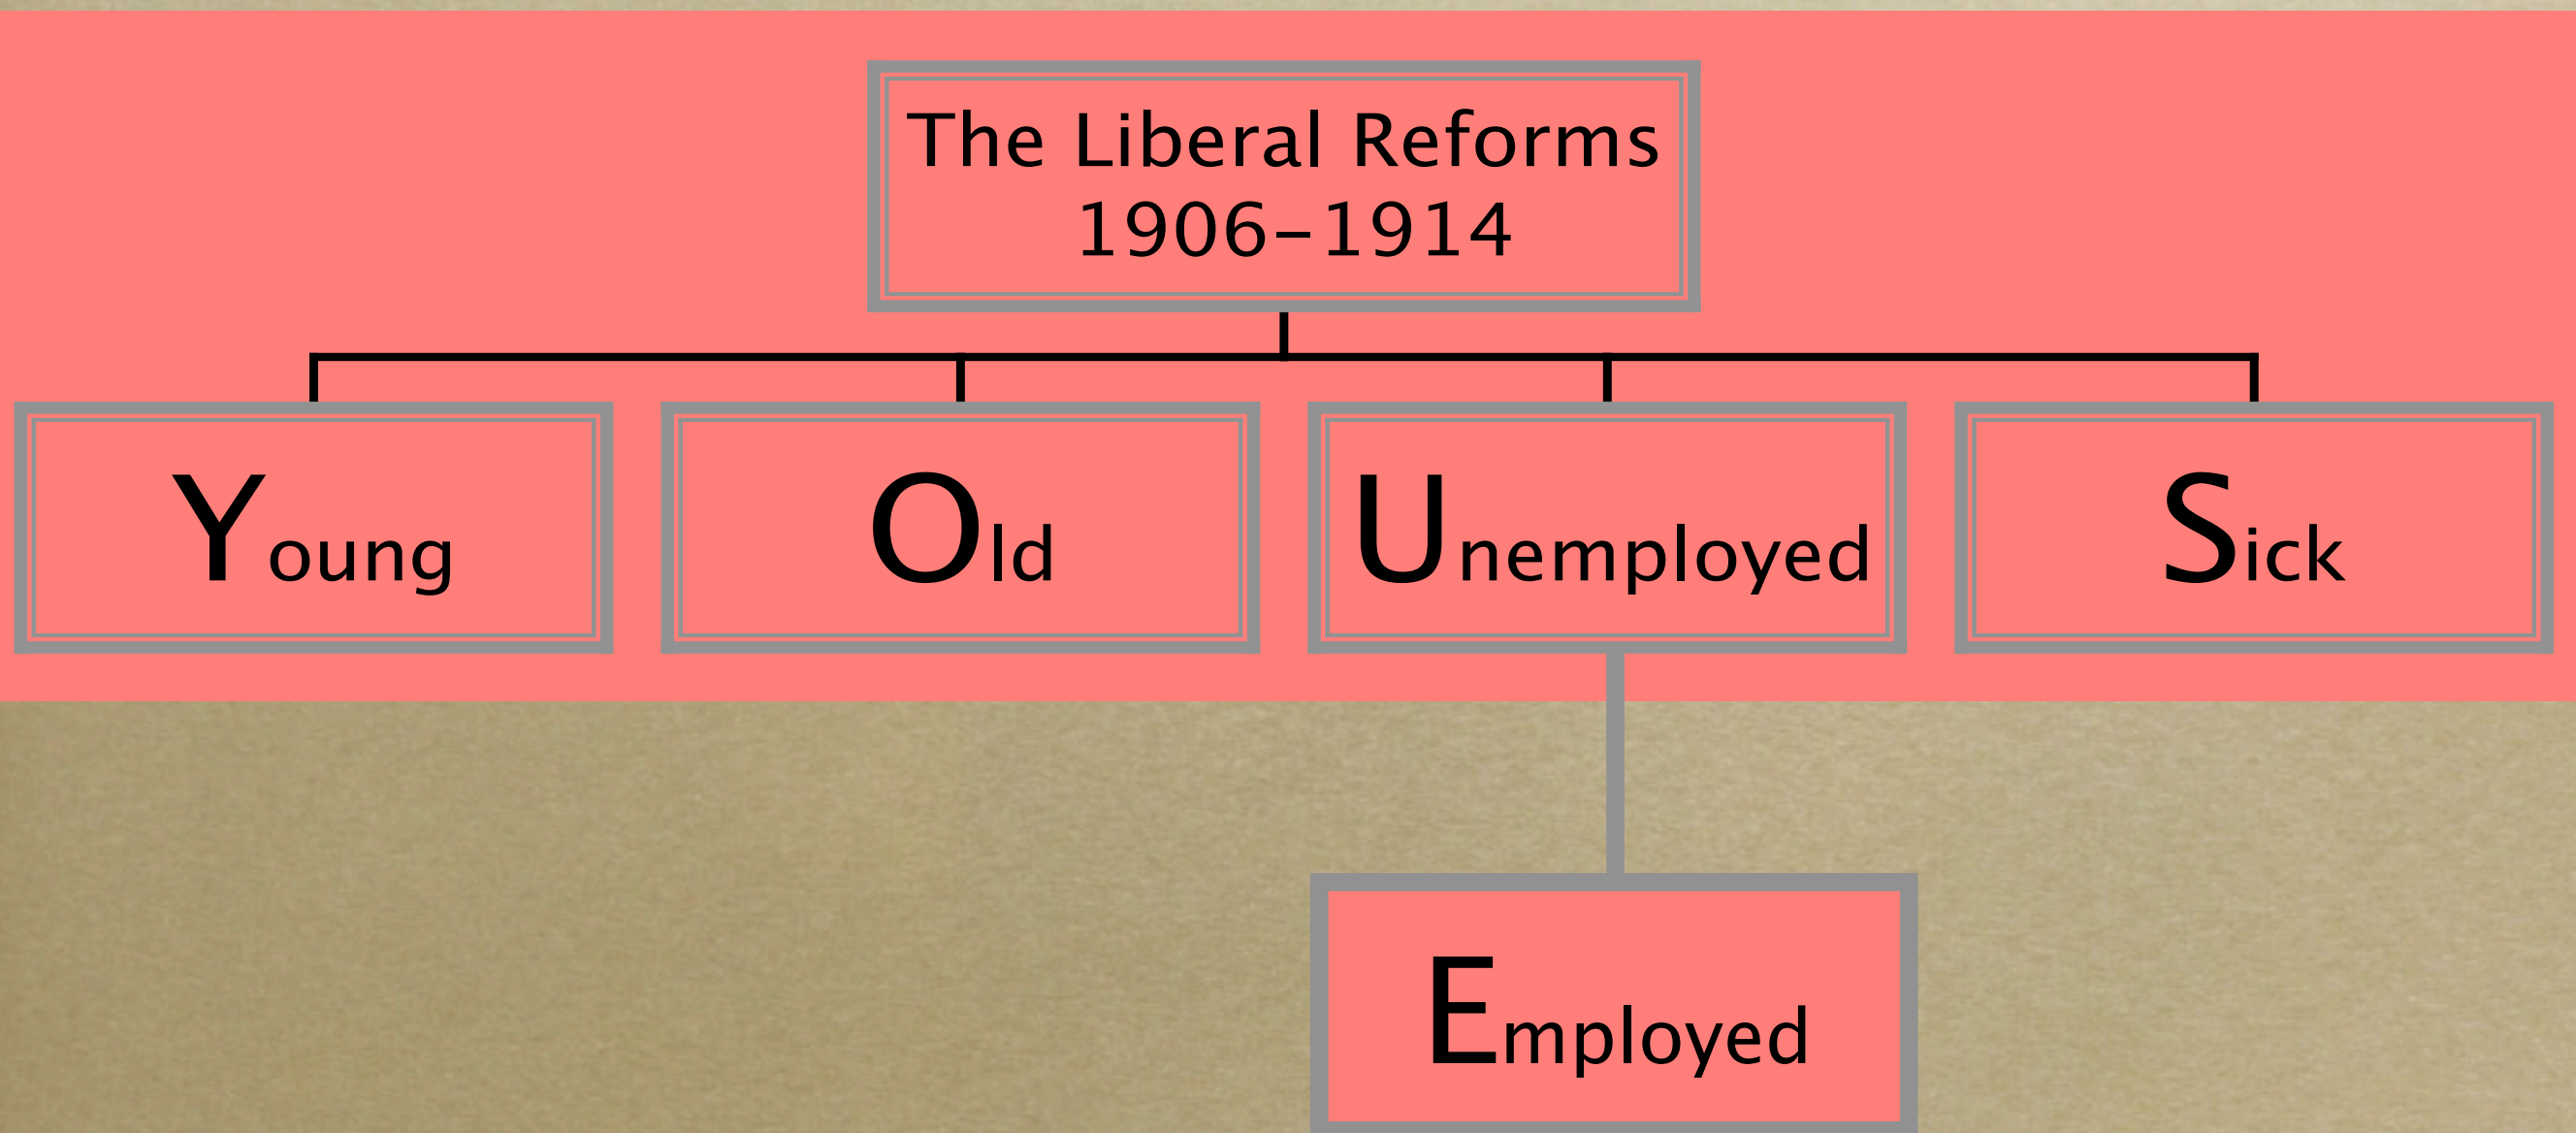 The Liberal Reforms
1906-1914
Young
Old
Unemployed
Sick
Employed